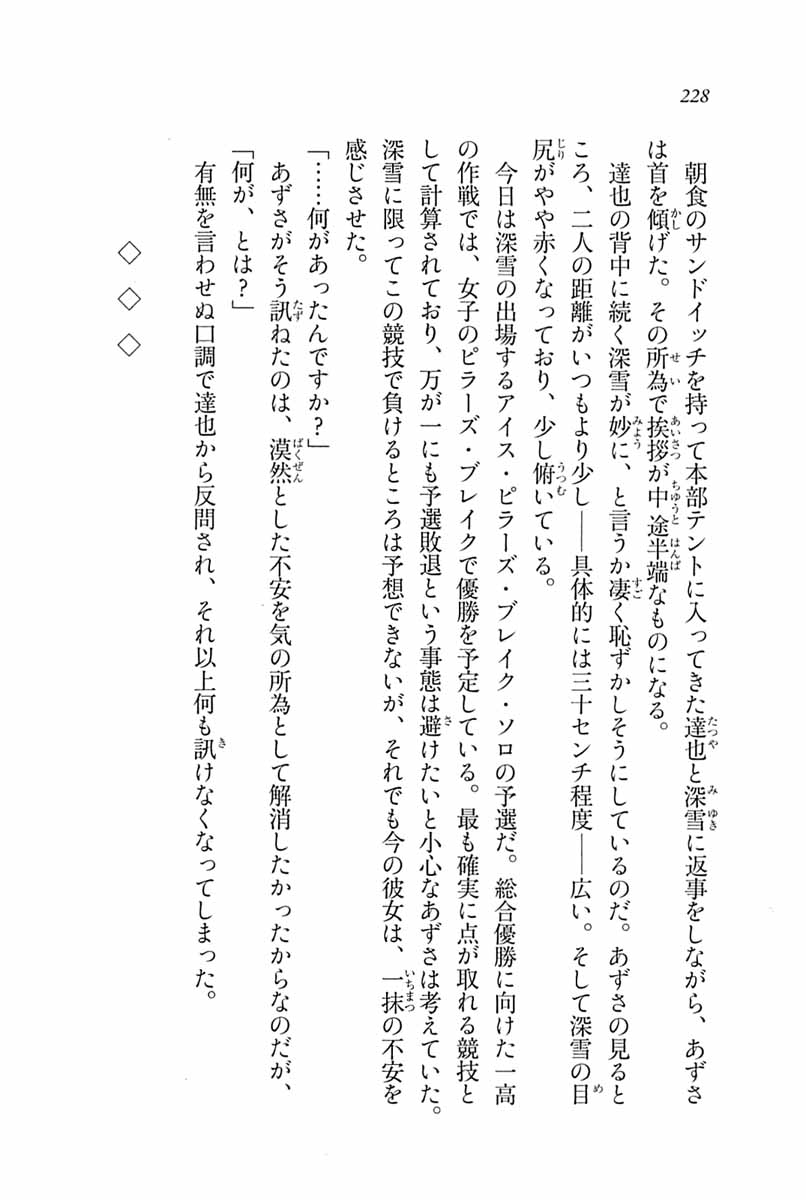 228
朝食のサンドイッチを持って本部テントに入ってきた達也と深雪に返事をしながら、あずさ
は首を傾げた。その所為で挨拶が中途半端なものになる。
達也の背中に続く深雪が妙に、と言うか凄く恥ずかしそうにしているのだ。あずさの見ると
ころ、二人の距離がいつもより少し――具体的には三十センチ程度――広い。そして深雪の目
尻がやや赤くなっており、少し俯いている。
今日は深雪の出場するアイス・ピラーズ・ブレイク・ソロの予選だ。総合優勝に向けた一高
の作戦では、女子のピラーズ・ブレイクで優勝を予定している。最も確実に点が取れる競技と
して計算されており、万が一にも予選敗退という事態は避けたいと小心なあずさは考えていた。
深雪に限ってこの競技で負けるところは予想できないが、それでも今の彼女は、一抹の不安を
感じさせた。
「……何があったんですか？」
あずさがそう訊ねたのは、漠然とした不安を気の所為として解消したかったからなのだが、
「何が、とは？」
有無を言わせぬ口調で達也から反問され、それ以上何も訊けなくなってしまった。
◇ ◇ ◇